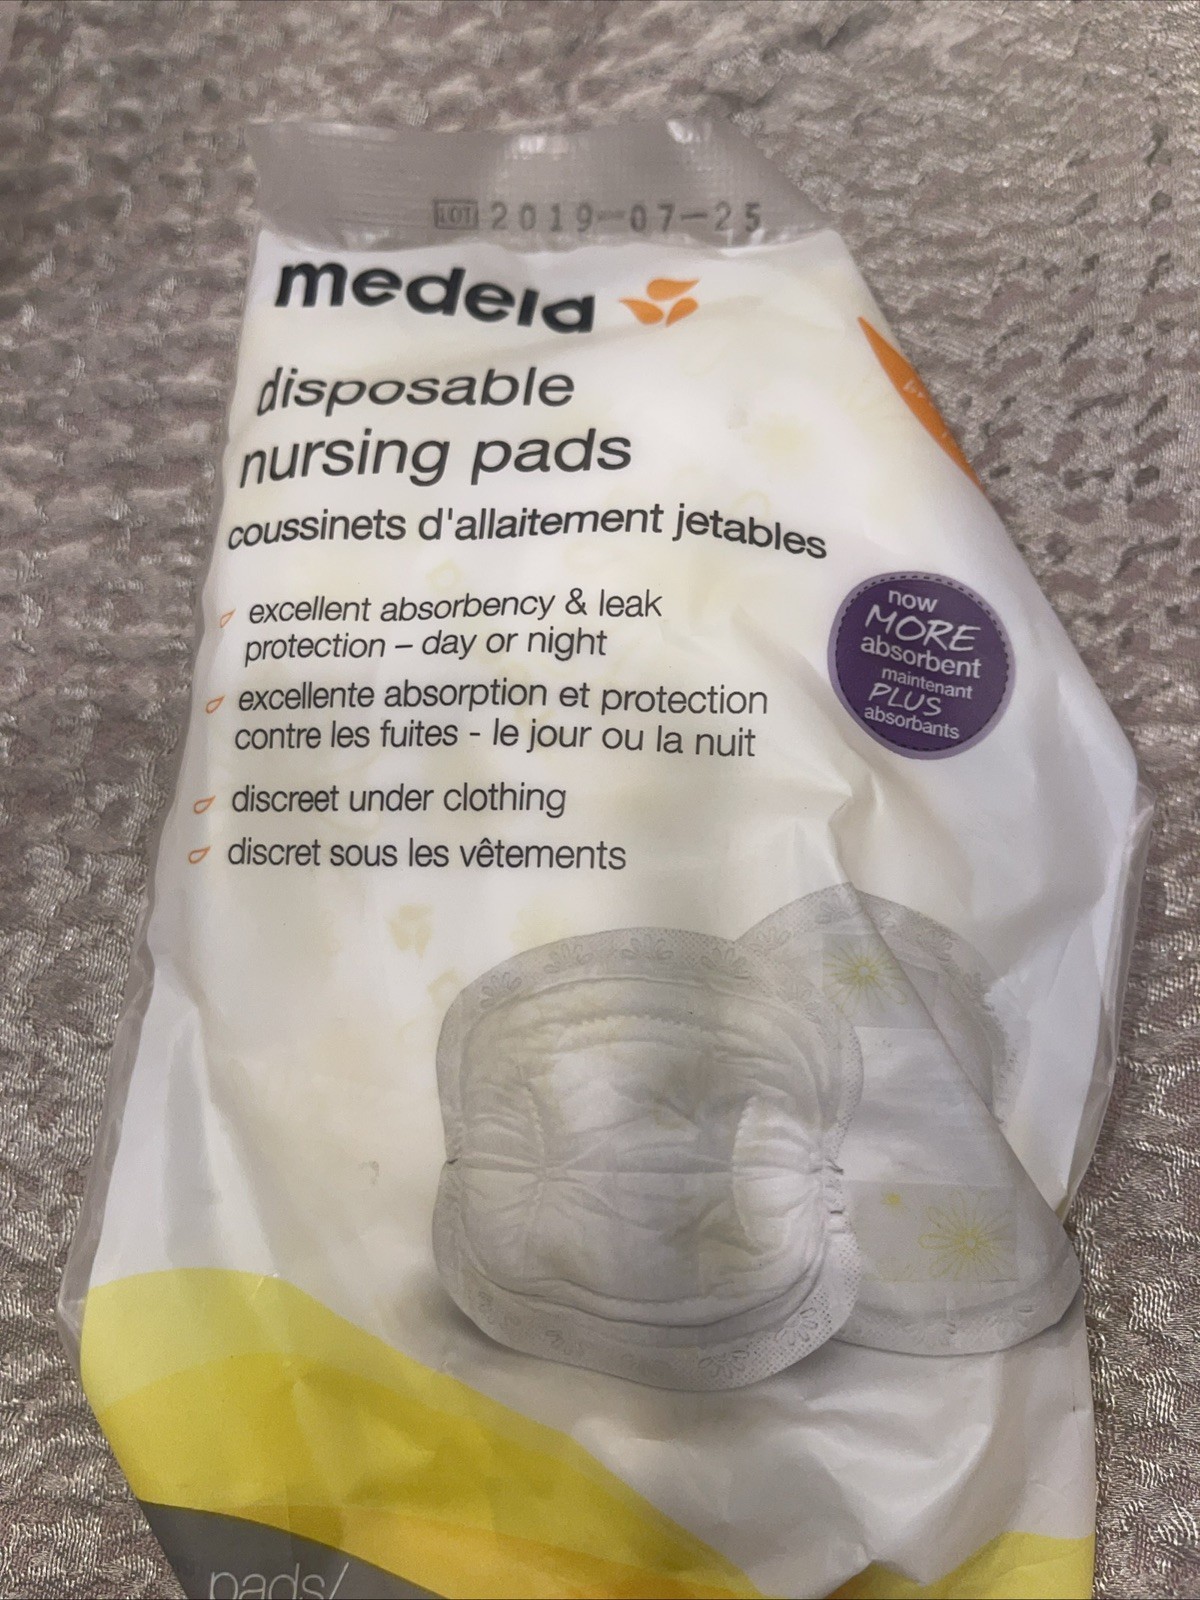 LOT 2019-07-25
medela
disposable
nursing pads
coussinets d'allaitement jetables
excellent absorbency & leak
protection – day or night
excellente absorption et protection
contre les fuites - le jour ou la nuit
discreet under clothing
discret sous les vêtements
now
MORE
absorbent
maintenant
PLUS
absorbants
pads/